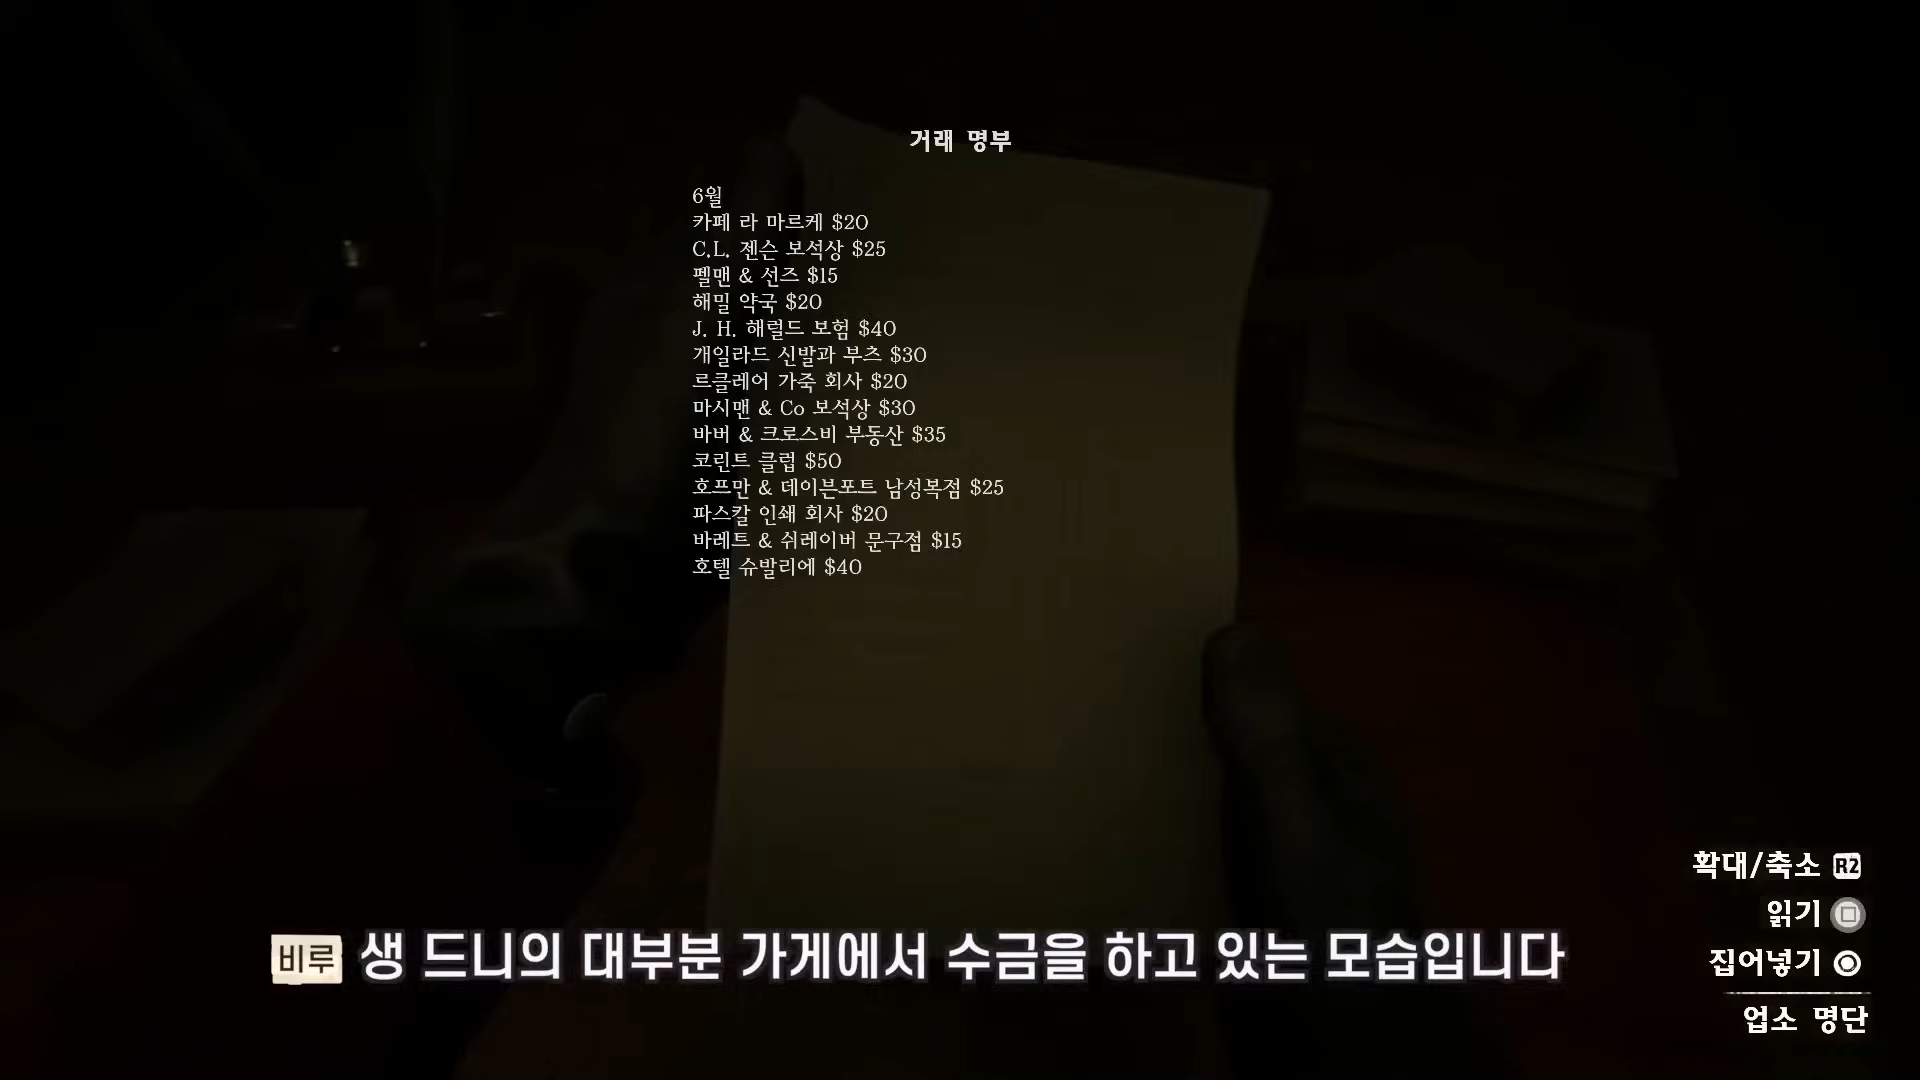 거래 명부
6월
카페 라 마르케 $20
C.L. 젠슨 보석상 $25
펠맨 & 선즈 $15
해밀 약국 $20
J. H. 해럴드 보험 $40
개일라드 신발과 부츠 $30
르클레어 가죽 회사 $20
마시맨 & Co 보석상 $30
바버 & 크로스비 부동산 $35
코린트 클럽 $50
호프만 & 데이븐포트 남성복점 $25
파스칼 인쇄 회사 $20
바레트 & 쉬레이버 문구점 $15
호텔 슈발리에 $40
확대/축소 R2
읽기
비루 생 드니의 대부분 가게에서 수금을 하고 있는 모습입니다
집어넣기
업소 명단